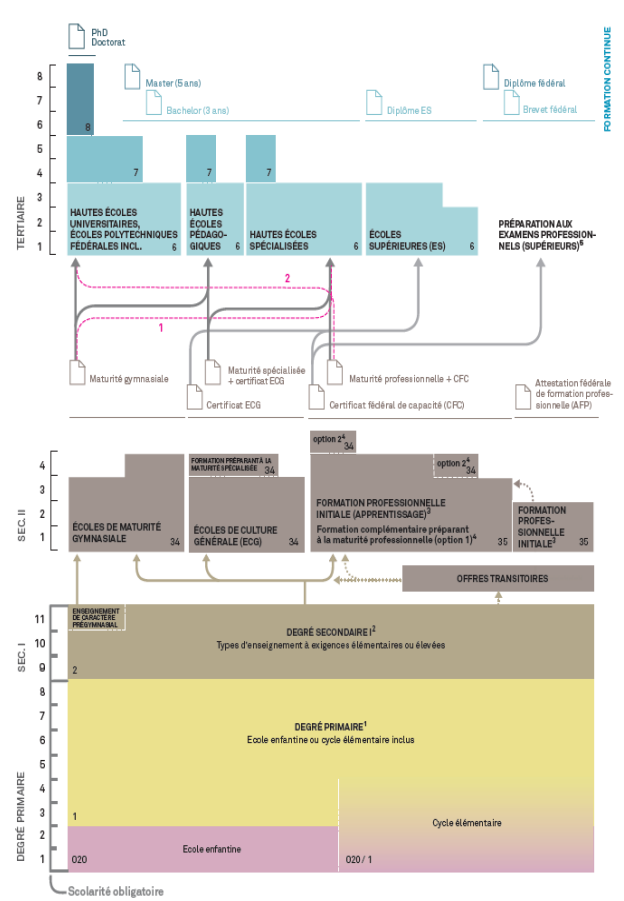 PhD
Doctorat
FORMATION CONTINUE
Master (5 ans)
Diplôme fédéral
Bachelor (3 ans)
Diplôme ES
Brevet fédéral
TERTIAIRE
8
7
6
5
4
3
2
1
8
7
7
7
HAUTES ÉCOLES
UNIVERSITAIRES,
ÉCOLES POLYTECHNIQUES
FÉDÉRALES INCL.
6
HAUTES
ÉCOLES
PÉDAGO-
GIQUES
6
HAUTES ÉCOLES
SPÉCIALISÉES
6
ÉCOLES
SUPÉRIEURES (ES)
6
PRÉPARATION AUX
EXAMENS PROFESSION-
NELS (SUPÉRIEURS)5
2
1
Maturité gymnasiale
Maturité spécialisée
+ certificat ECG
Maturité professionnelle + CFC
Certificat ECG
Certificat fédéral de capacité (CFC)
Attestation fédérale
de formation profes-
sionnelle (AFP)
SEC. II
4
3
2
1
ÉCOLES DE MATURITÉ
GYMNASIALE
34
FORMATION PRÉPARANT À LA
MATURITÉ SPÉCIALISÉE
34
ÉCOLES DE CULTURE
GÉNÉRALE (ECG)
34
option 24
34
option 24
34
FORMATION PROFESSIONNELLE
INITIALE (APPRENTISSAGE)3
Formation complémentaire préparant
à la maturité professionnelle (option 1)4
35
FORMATION
PROFES-
SIONNELLE
INITIALE3
35
OFFRES TRANSITOIRES
SEC. I
11
10
9
ENSEIGNEMENT
DE CARACTÈRE
PRÉGYMNASIAL
DEGRÉ SECONDAIRE I2
Types d'enseignement à exigences élémentaires ou élevées
2
DEGRÉ PRIMAIRE
8
7
6
5
4
3
2
1
DEGRÉ PRIMAIRE1
Ecole enfantine ou cycle élémentaire inclus
1
Cycle élémentaire
Ecole enfantine
020
020 / 1
Scolarité obligatoire